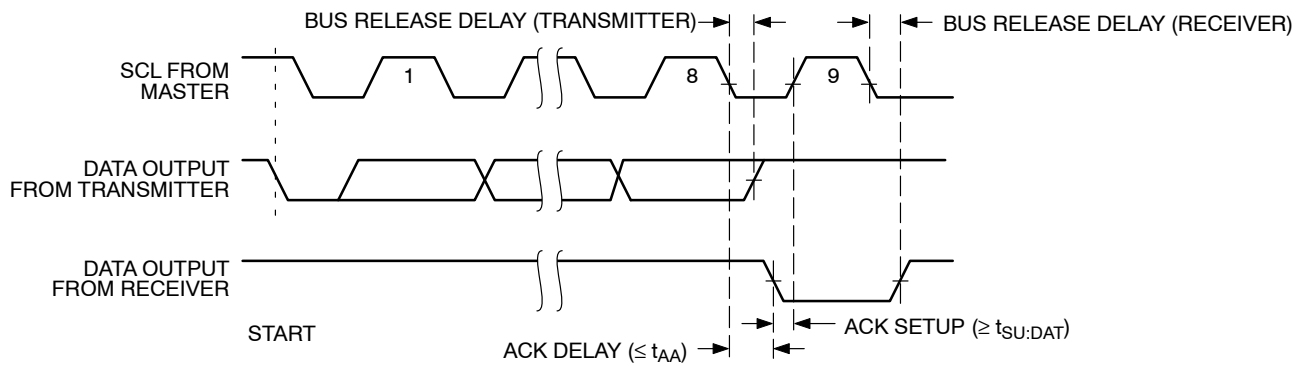 BUS RELEASE DELAY (TRANSMITTER)
BUS RELEASE DELAY (RECEIVER)
SCL FROM
MASTER
1
8
9
DATA OUTPUT
FROM TRANSMITTER
DATA OUTPUT
FROM RECEIVER
START
ACK SETUP (≥ tSU:DAT)
ACK DELAY (≤ tAA)